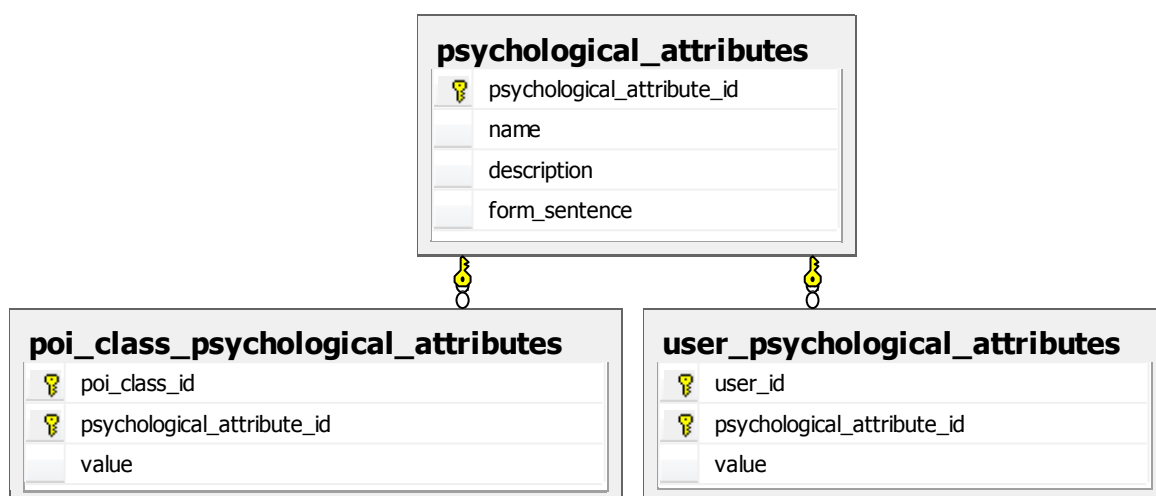 psychological_attributes
psychological_attribute_id
name
description
form_sentence
poi_class_psychological_attributes
poi_class_id
psychological_attribute_id
value
user_psychological_attributes
user_id
psychological_attribute_id
value